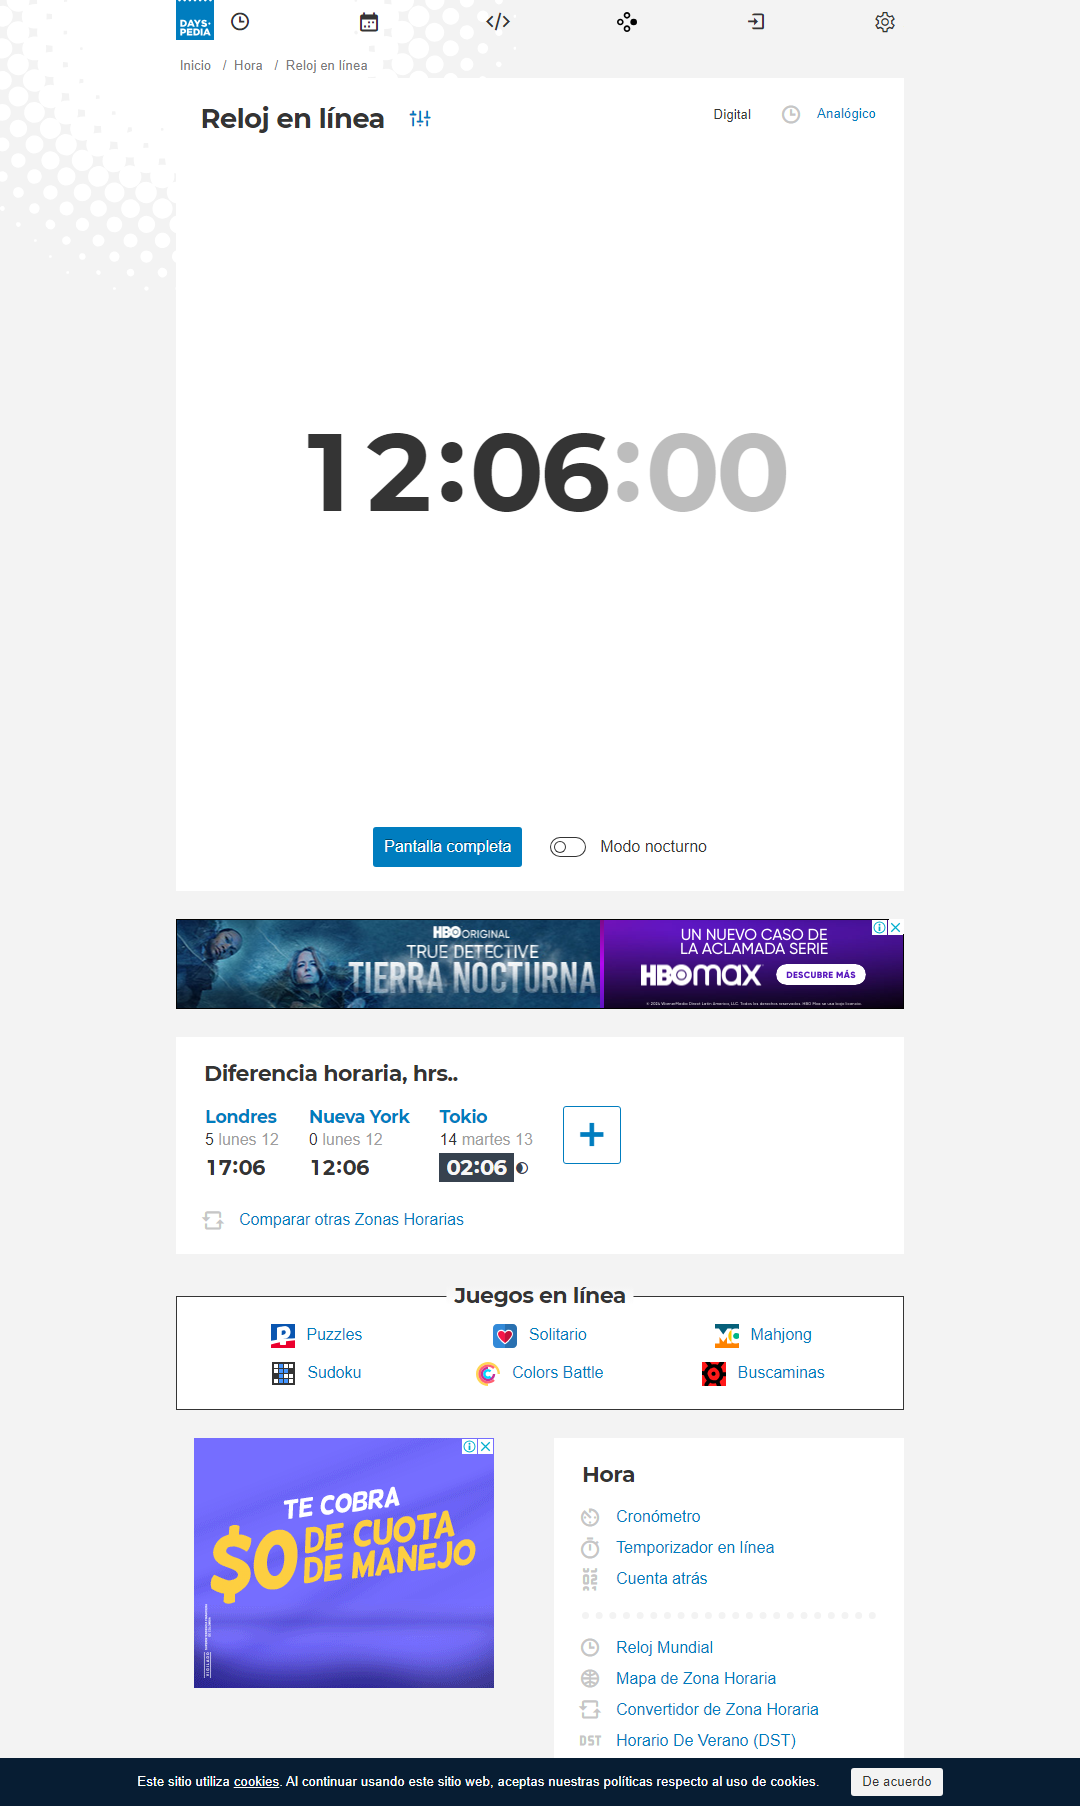 DAYS-
PEDIA
Inicio / Hora / Reloj en línea
Reloj en línea
Digital
Analógico
12:06:00
Pantalla completa
Modo nocturno
HBO ORIGINAL
TRUE DETECTIVE
TIERRA NOCTURNA
UN NUEVO CASO DE
LA ACLAMADA SERIE
HBOmax
DESCUBRE MÁS
Diferencia horaria, hrs..
Londres
5 lunes 12
17:06
Nueva York
0 lunes 12
12:06
Tokio
14 martes 13
02:06
Comparar otras Zonas Horarias
Juegos en línea
Puzzles
Solitario
Mahjong
Sudoku
Colors Battle
Buscaminas
TE COBRA
$0 DE CUOTA
DE MANEJO
Hora
Cronómetro
Temporizador en línea
Cuenta atrás
Reloj Mundial
Mapa de Zona Horaria
Convertidor de Zona Horaria
DST Horario De Verano (DST)
Este sitio utiliza cookies. Al continuar usando este sitio web, aceptas nuestras políticas respecto al uso de cookies.
De acuerdo